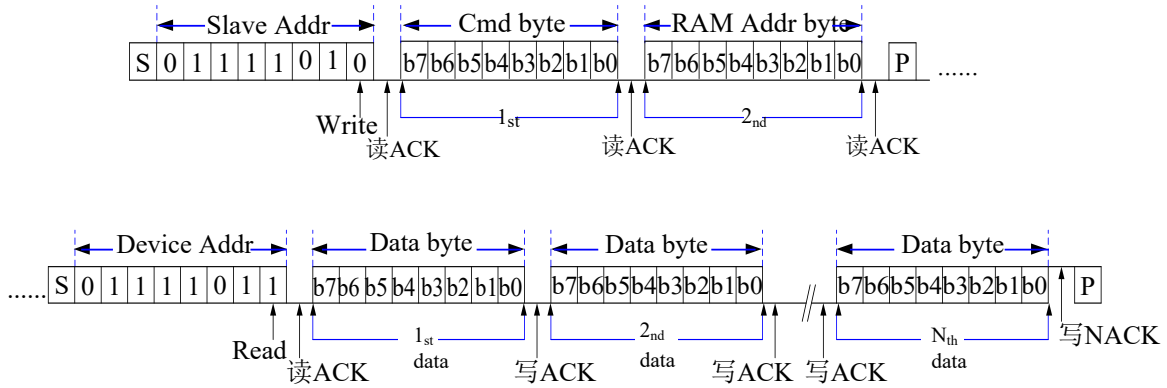 Slave Addr Cmd byte RAM Addr byte
S 0 1 1 1 1 0 1 0 b7 b6 b5 b4 b3 b2 b1 b0 b7 b6 b5 b4 b3 b2 b1 b0 P ......
1st 2nd
Write 读ACK 读ACK 读ACK
Device Addr Data byte Data byte Data byte
...... S 0 1 1 1 1 0 1 1 b7 b6 b5 b4 b3 b2 b1 b0 b7 b6 b5 b4 b3 b2 b1 b0 // b7 b6 b5 b4 b3 b2 b1 b0 P
1st 2nd Nth 写NACK
Read data data data
读ACK 写ACK 写ACK 写ACK